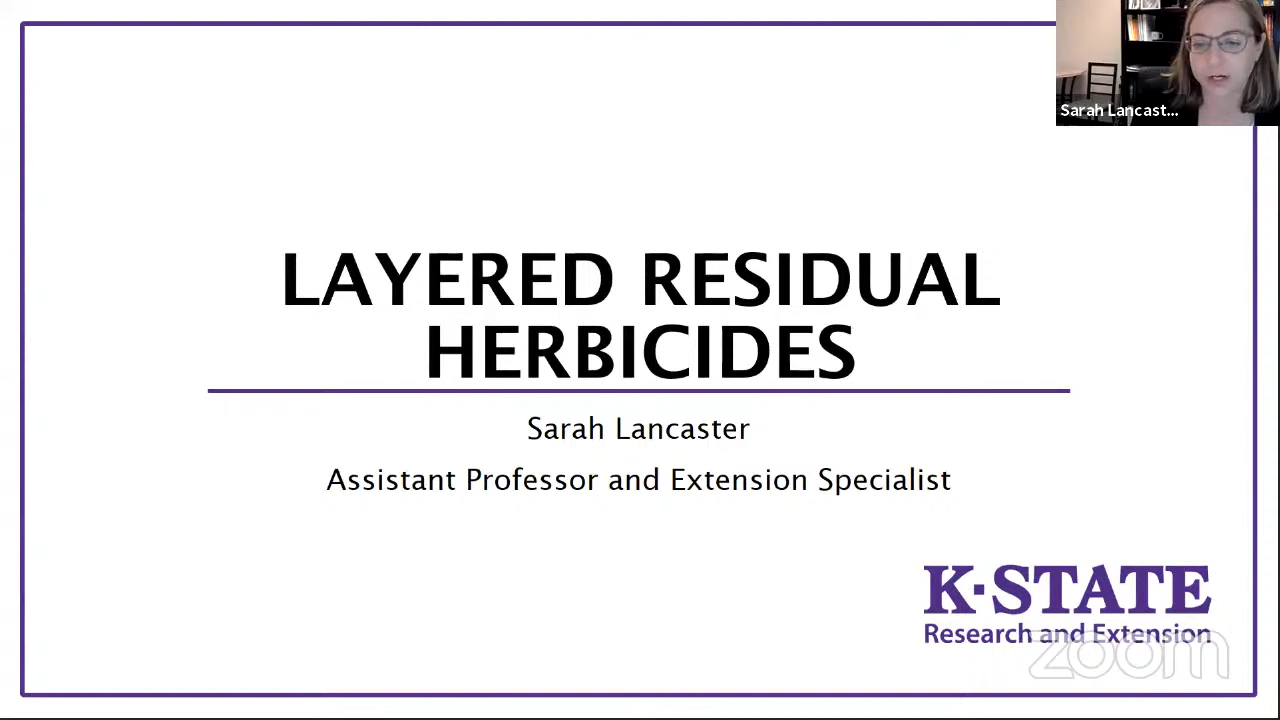 Sarah Lancast...
LAYERED RESIDUAL
HERBICIDES
Sarah Lancaster
Assistant Professor and Extension Specialist
K·STATE
Research and Extension
zoom